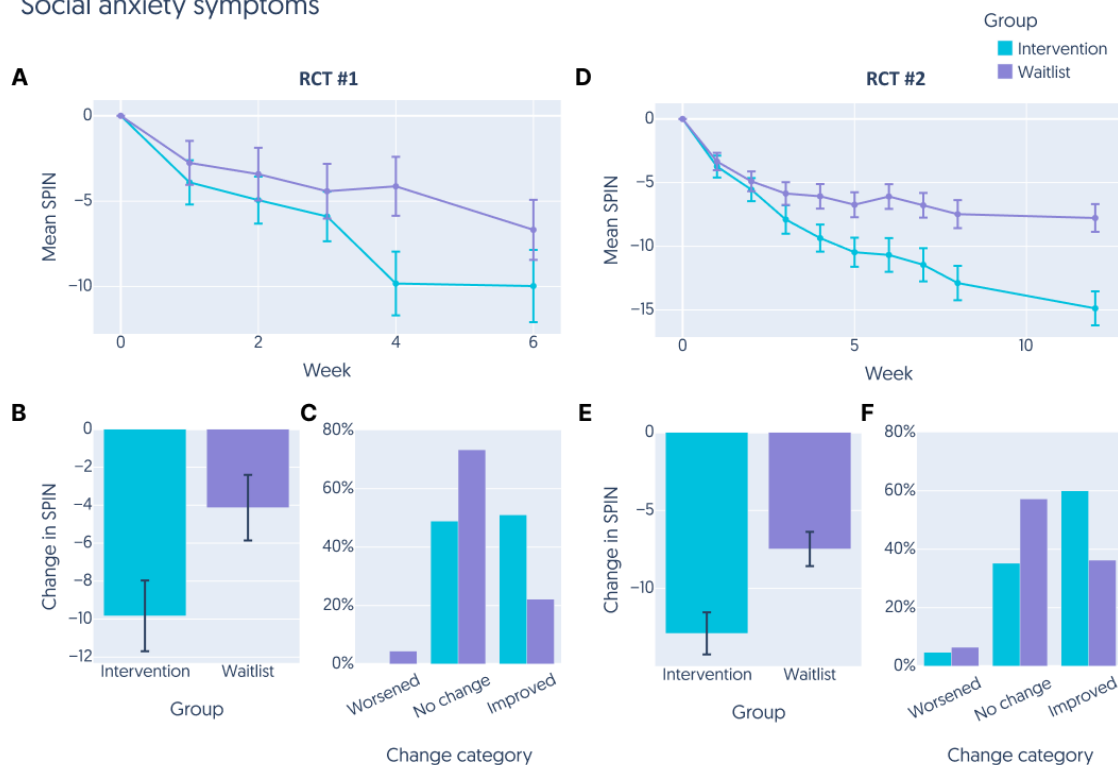 Social anxiety symptoms
Group
Intervention
Waitlist
A
RCT #1
D
RCT #2
0
−5
−10
Mean SPIN
0
2
4
6
Week
0
−5
−10
−15
Mean SPIN
0
5
10
Week
B
0
−2
−4
−6
−8
−10
−12
Change in SPIN
Intervention
Waitlist
Group
C
80%
60%
40%
20%
0%
Worsened
No change
Improved
Change category
E
0
−5
−10
Change in SPIN
Intervention
Waitlist
Group
F
80%
60%
40%
20%
0%
Worsened
No change
Improved
Change category